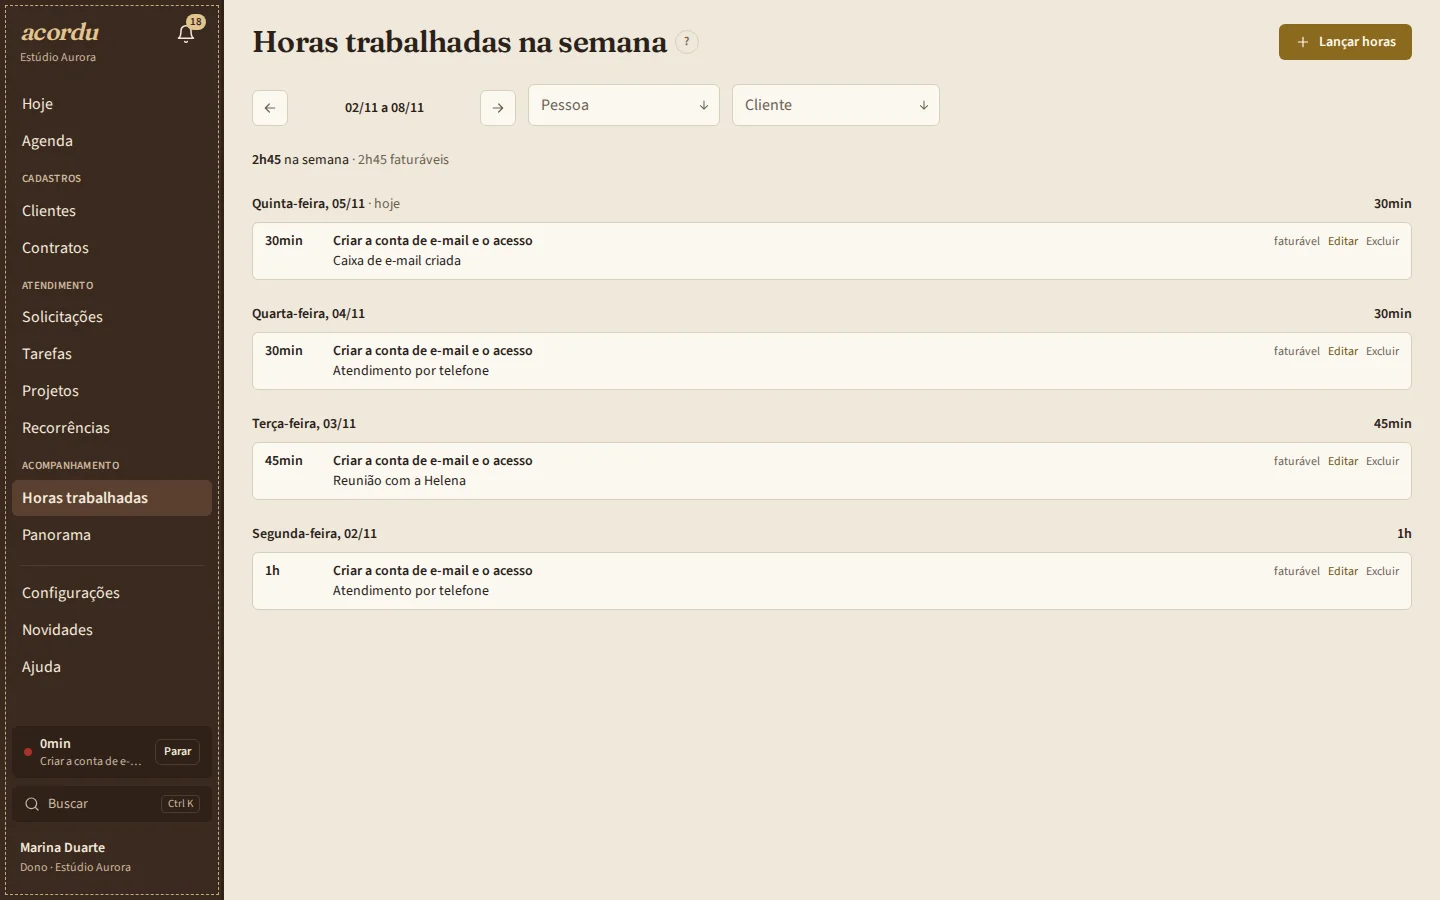 acordu
18
Estúdio Aurora
Hoje
Agenda
CADASTROS
Clientes
Contratos
ATENDIMENTO
Solicitações
Tarefas
Projetos
Recorrências
ACOMPANHAMENTO
Horas trabalhadas
Panorama
Configurações
Novidades
Ajuda
0min
Criar a conta de e-…
Parar
Buscar
Ctrl K
Marina Duarte
Dono · Estúdio Aurora
Horas trabalhadas na semana ?
+ Lançar horas
← 02/11 a 08/11 →
Pessoa ↓
Cliente ↓
2h45 na semana · 2h45 faturáveis
Quinta-feira, 05/11 · hoje 30min
30min Criar a conta de e-mail e o acesso faturável Editar Excluir
Caixa de e-mail criada
Quarta-feira, 04/11 30min
30min Criar a conta de e-mail e o acesso faturável Editar Excluir
Atendimento por telefone
Terça-feira, 03/11 45min
45min Criar a conta de e-mail e o acesso faturável Editar Excluir
Reunião com a Helena
Segunda-feira, 02/11 1h
1h Criar a conta de e-mail e o acesso faturável Editar Excluir
Atendimento por telefone